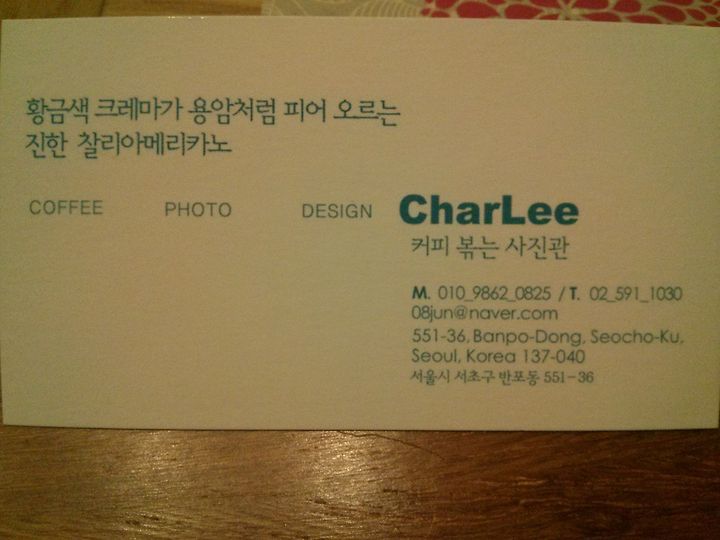 황금색 크레마가 용암처럼 피어 오르는
진한 찰리아메리카노
COFFEE PHOTO DESIGN CharLee
커피 볶는 사진관
M. 010_9862_0825 / T. 02_591_1030
08jun@naver.com
551-36, Banpo-Dong, Seocho-Ku,
Seoul, Korea 137-040
서울시 서초구 반포동 551-36